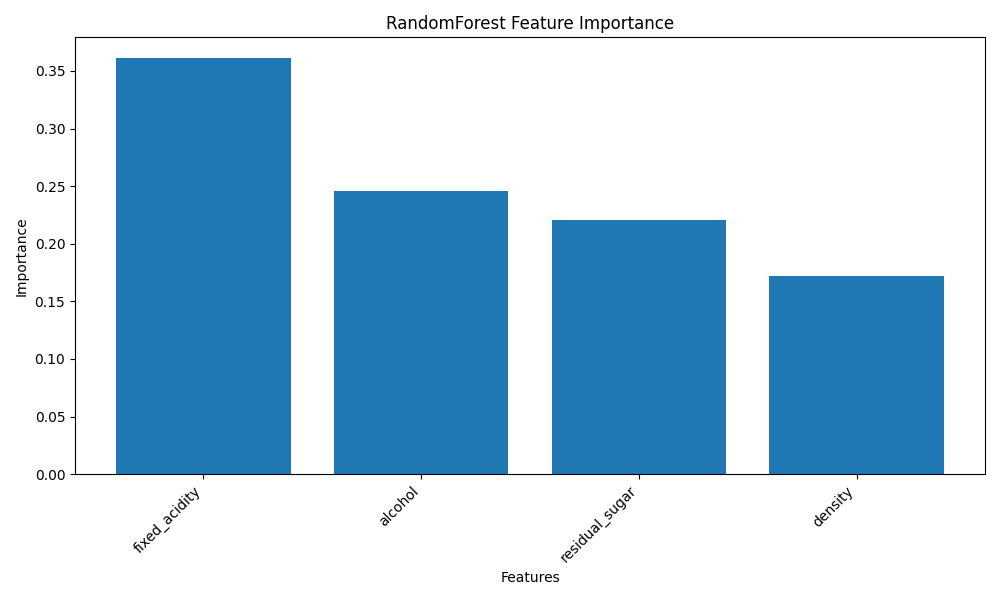 RandomForest Feature Importance
Importance
0.35
0.30
0.25
0.20
0.15
0.10
0.05
0.00
fixed_acidity
alcohol
residual_sugar
density
Features